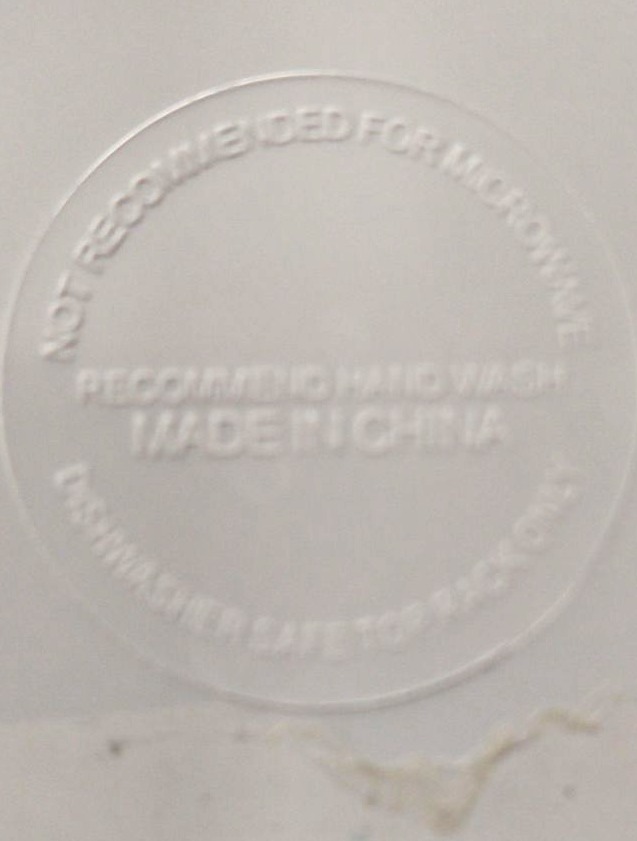 NOT RECOMMENDED FOR MICROWAVE
RECOMMEND HAND WASH
MADE IN CHINA
DISHWASHER SAFE TOP RACK ONLY